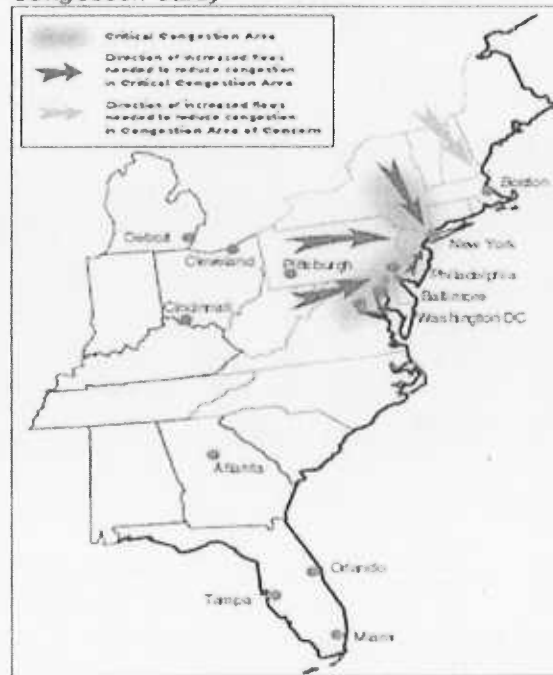 Congestion Study
Critical Congestion Area
Direction of increased flows
needed to reduce congestion
in Critical Congestion Area
Direction of increased flows
needed to reduce congestion
in Congestion Area of Concern
Boston
Detroit
Cleveland
New York
Pittsburgh
Philadelphia
Baltimore
Cincinnati
Washington DC
Atlanta
Orlando
Tampa
Miami